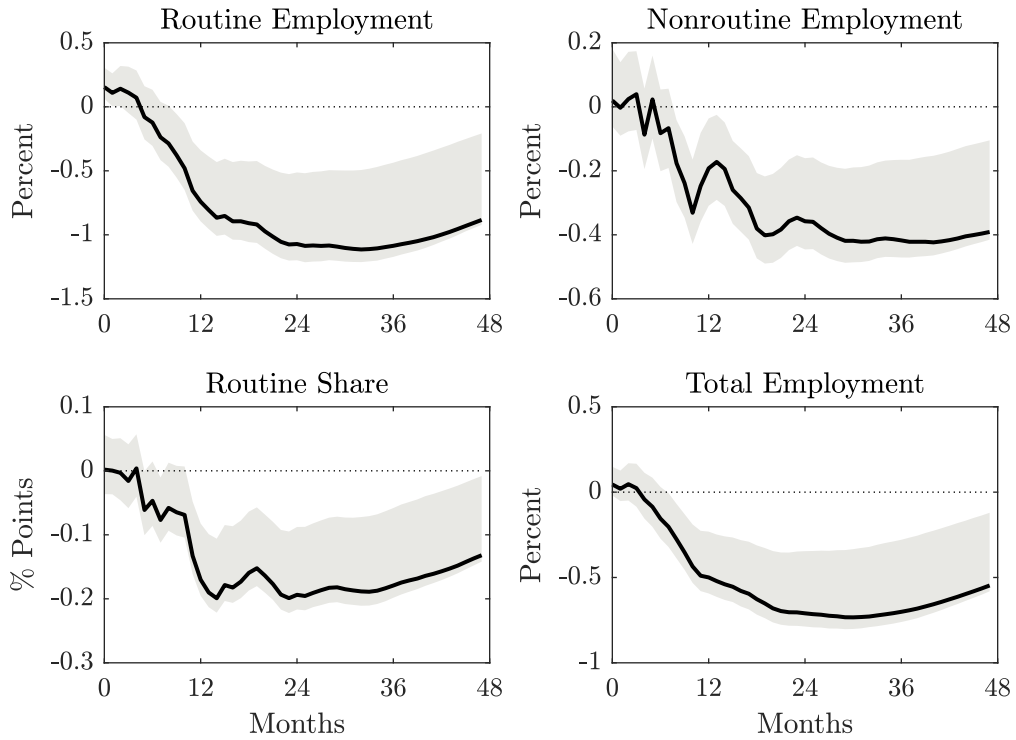 Routine Employment
0.5
0
-0.5
-1
-1.5
Percent
0 12 24 36 48
Nonroutine Employment
0.2
0
-0.2
-0.4
-0.6
Percent
0 12 24 36 48
Routine Share
0.1
0
-0.1
-0.2
-0.3
% Points
0 12 24 36 48
Months
Total Employment
0.5
0
-0.5
-1
Percent
0 12 24 36 48
Months